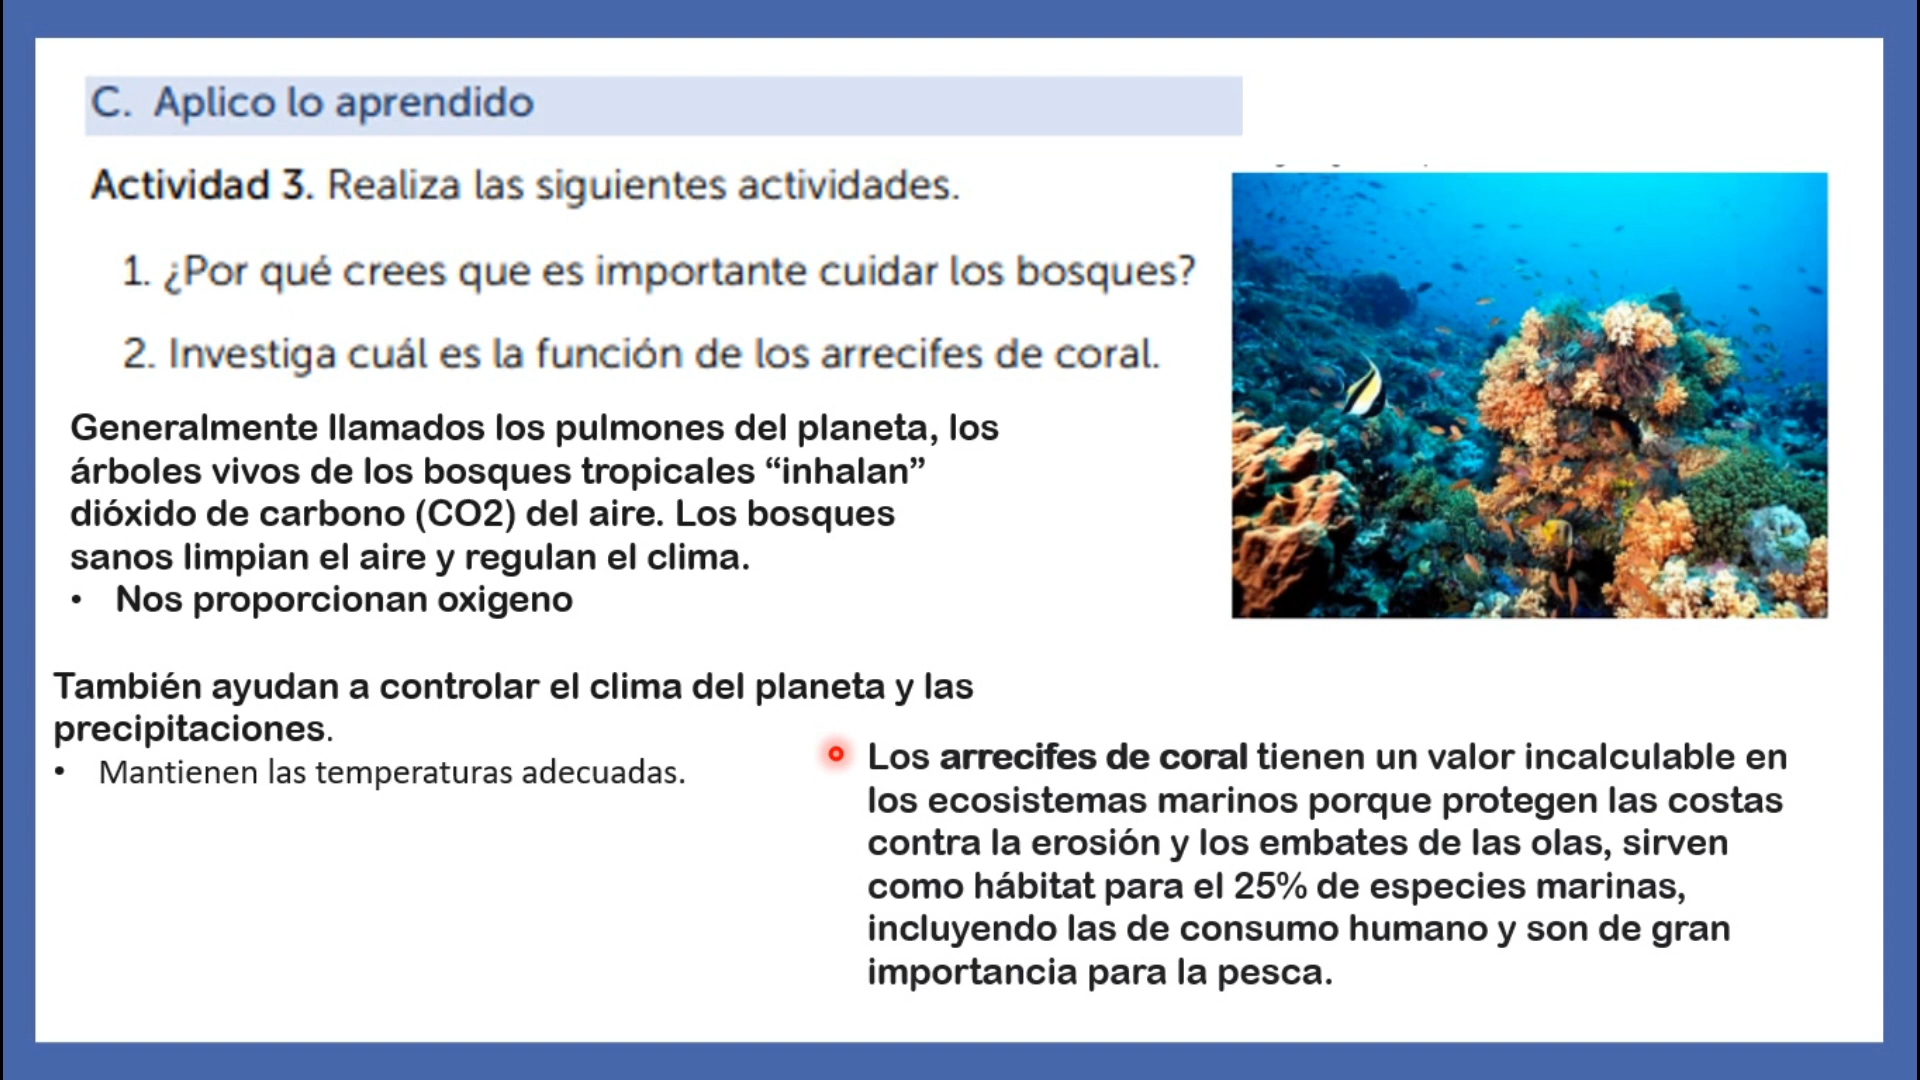 C. Aplico lo aprendido
Actividad 3. Realiza las siguientes actividades.
1. ¿Por qué crees que es importante cuidar los bosques?
2. Investiga cuál es la función de los arrecifes de coral.
Generalmente llamados los pulmones del planeta, los
árboles vivos de los bosques tropicales “inhalan”
dióxido de carbono (CO2) del aire. Los bosques
sanos limpian el aire y regulan el clima.
• Nos proporcionan oxigeno
También ayudan a controlar el clima del planeta y las
precipitaciones.
• Mantienen las temperaturas adecuadas.
Los arrecifes de coral tienen un valor incalculable en
los ecosistemas marinos porque protegen las costas
contra la erosión y los embates de las olas, sirven
como hábitat para el 25% de especies marinas,
incluyendo las de consumo humano y son de gran
importancia para la pesca.